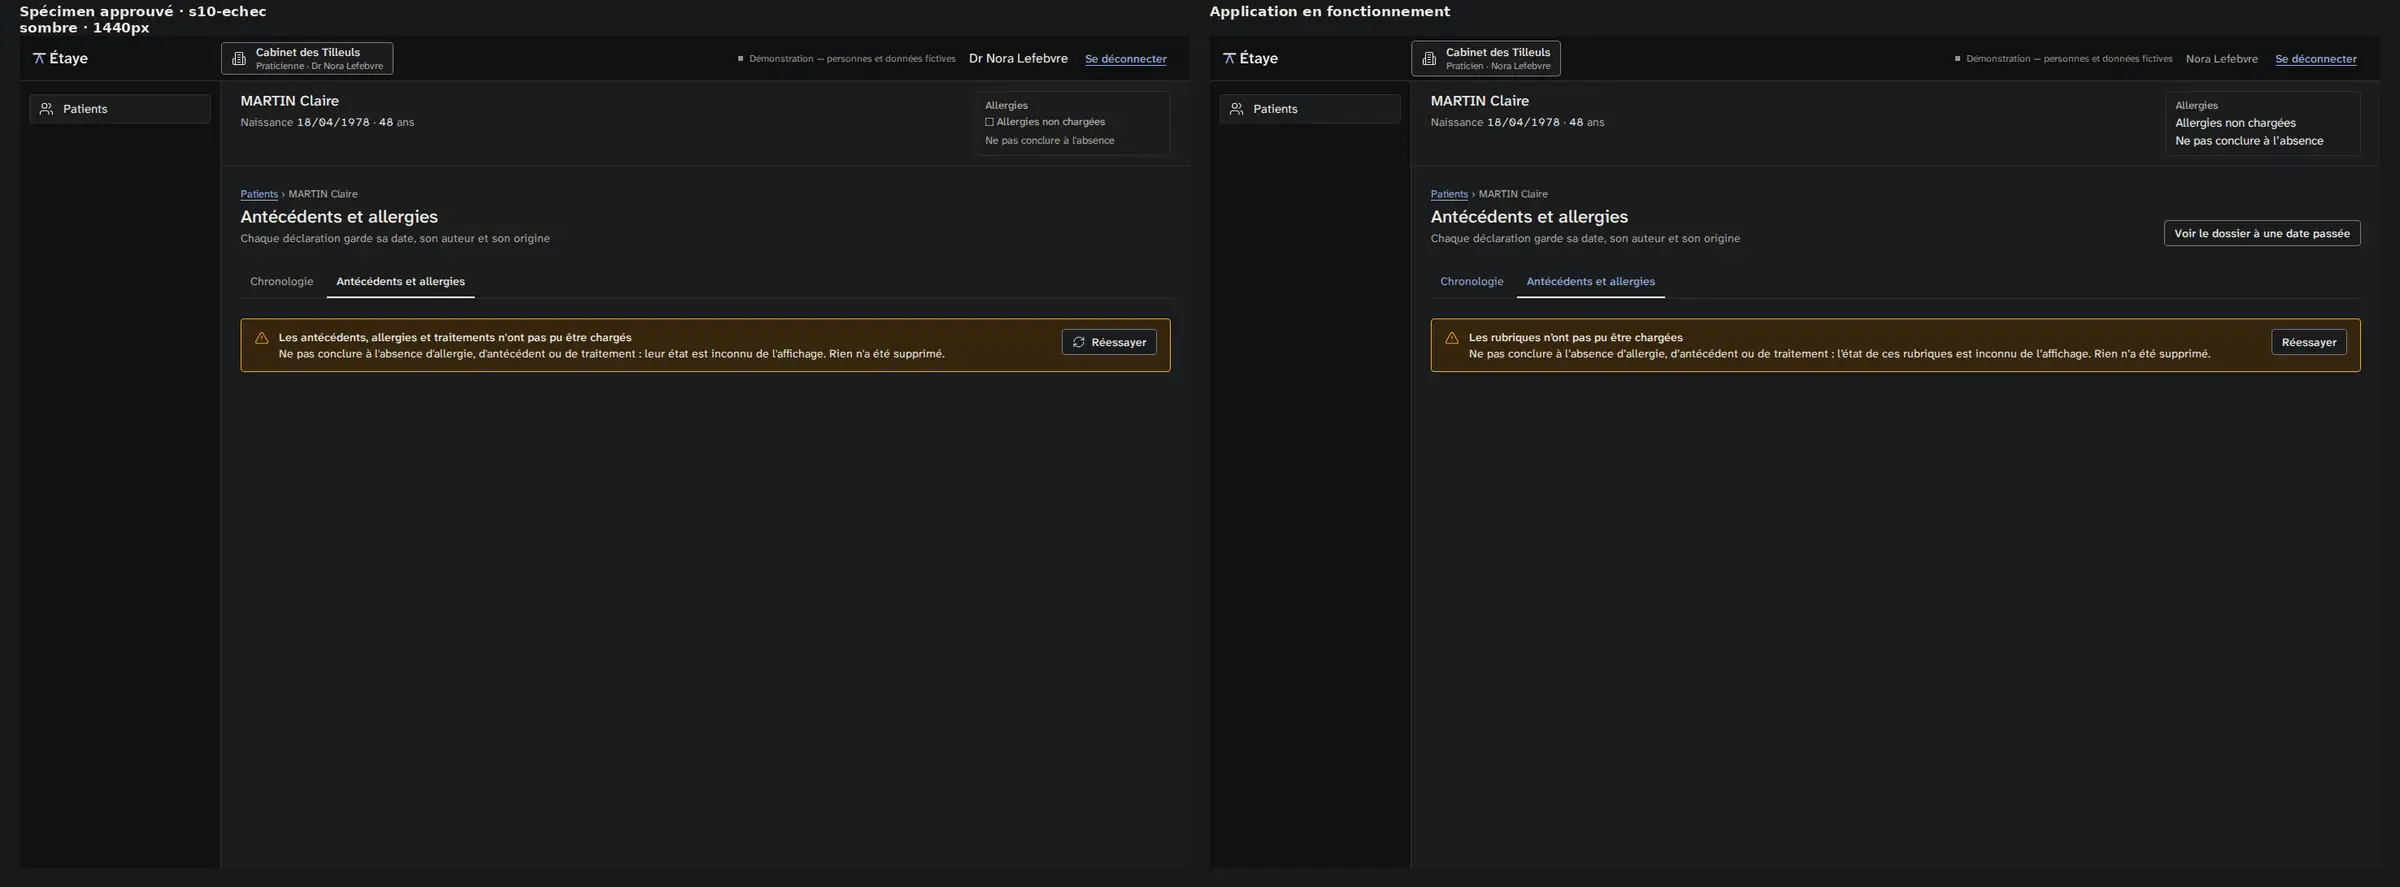 Spécimen approuvé · s10-echec
sombre · 1440px
Étaye
Cabinet des Tilleuls
Praticienne · Dr Nora Lefebvre
Démonstration — personnes et données fictives
Dr Nora Lefebvre
Se déconnecter
Patients
MARTIN Claire
Naissance 18/04/1978 · 48 ans
Allergies
Allergies non chargées
Ne pas conclure à l'absence
Patients › MARTIN Claire
Antécédents et allergies
Chaque déclaration garde sa date, son auteur et son origine
Chronologie
Antécédents et allergies
Les antécédents, allergies et traitements n'ont pas pu être chargés
Ne pas conclure à l'absence d'allergie, d'antécédent ou de traitement : leur état est inconnu de l'affichage. Rien n'a été supprimé.
Réessayer
Application en fonctionnement
Étaye
Cabinet des Tilleuls
Praticien · Nora Lefebvre
Démonstration — personnes et données fictives
Nora Lefebvre
Se déconnecter
Patients
MARTIN Claire
Naissance 18/04/1978 · 48 ans
Allergies
Allergies non chargées
Ne pas conclure à l’absence
Patients › MARTIN Claire
Antécédents et allergies
Chaque déclaration garde sa date, son auteur et son origine
Voir le dossier à une date passée
Chronologie
Antécédents et allergies
Les rubriques n’ont pas pu être chargées
Ne pas conclure à l’absence d’allergie, d’antécédent ou de traitement : l’état de ces rubriques est inconnu de l’affichage. Rien n’a été supprimé.
Réessayer